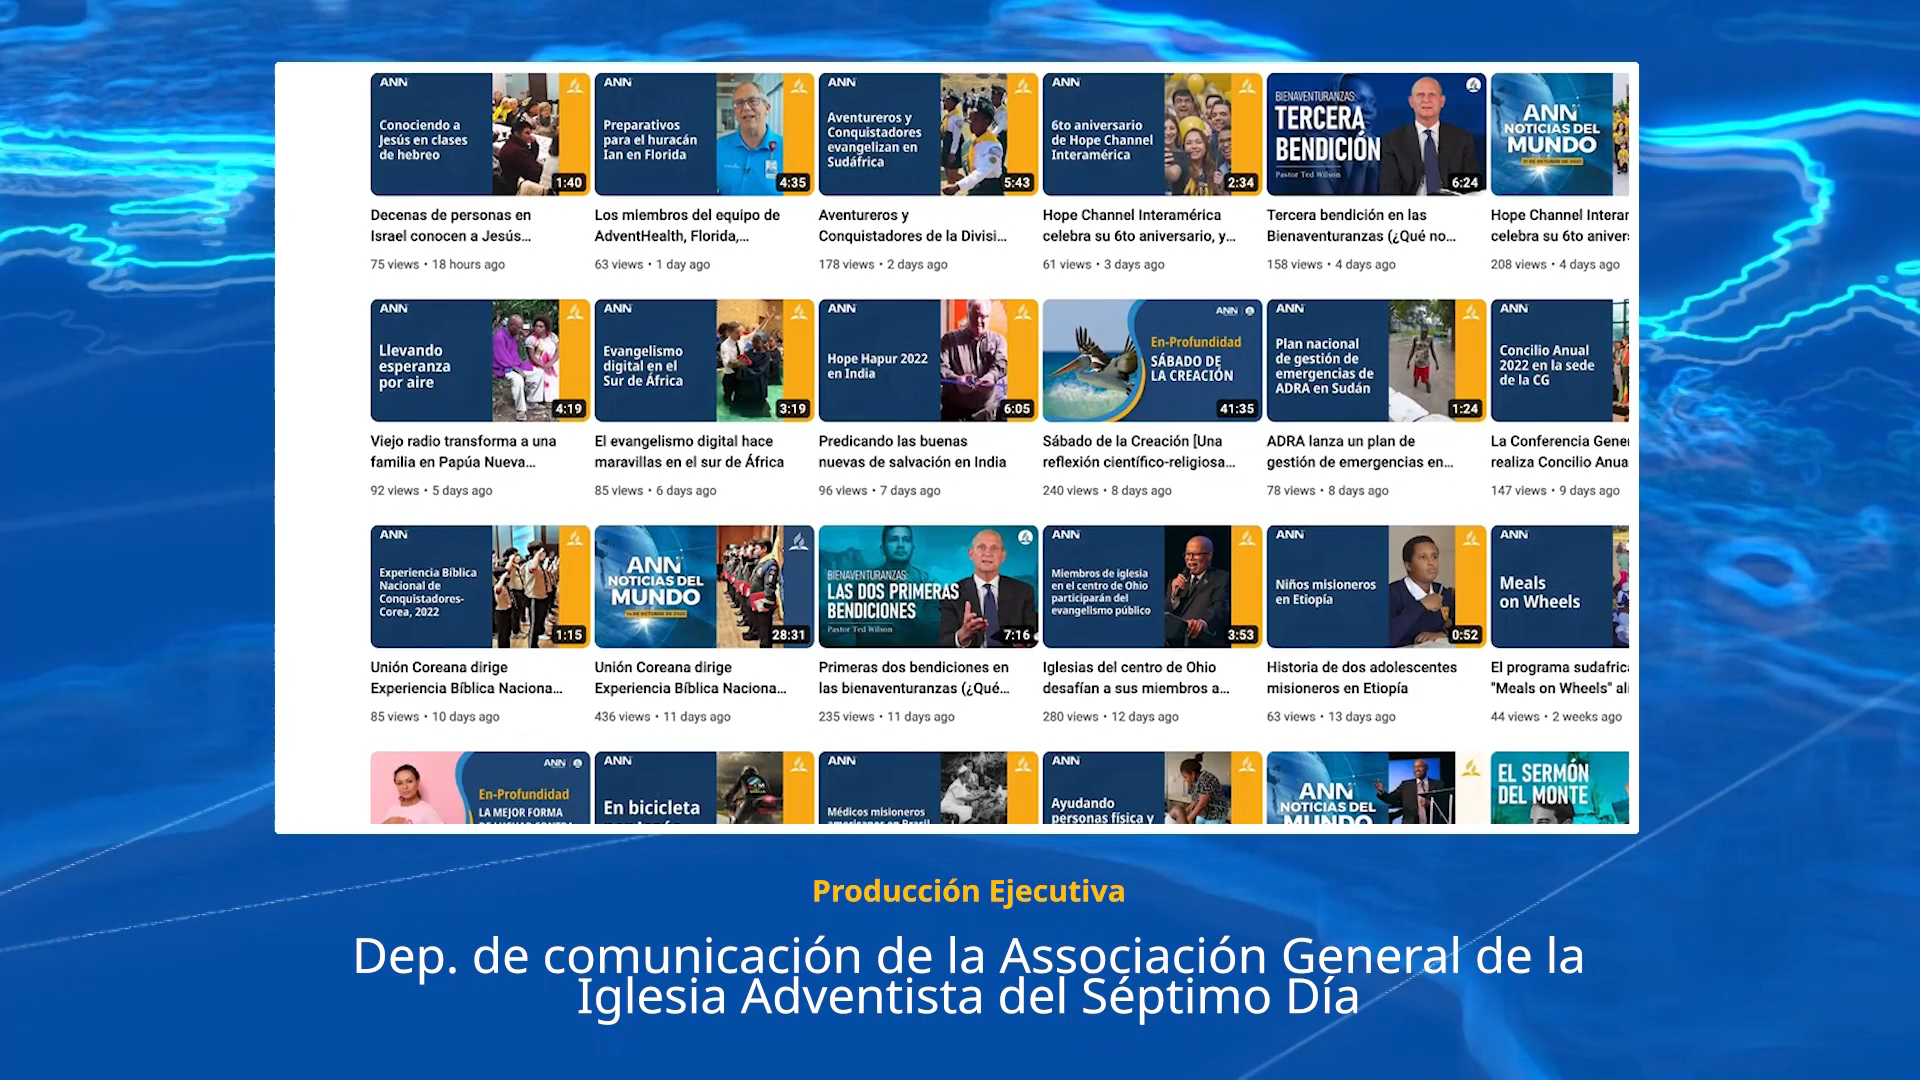 ANN
Conociendo a
Jesús en clases
de hebreo
1:40
ANN
Preparativos
para el huracán
Ian en Florida
4:35
ANN
Aventureros y
Conquistadores
evangelizan en
Sudáfrica
5:43
ANN
6to aniversario
de Hope Channel
Interamérica
2:34
BIENAVENTURANZAS:
TERCERA
BENDICIÓN
Pastor Ted Wilson
6:24
ANN
NOTICIAS DEL
MUNDO
Decenas de personas en
Israel conocen a Jesús...
75 views • 18 hours ago
Los miembros del equipo de
AdventHealth, Florida,...
63 views • 1 day ago
Aventureros y
Conquistadores de la Divisi...
178 views • 2 days ago
Hope Channel Interamérica
celebra su 6to aniversario, y...
61 views • 3 days ago
Tercera bendición en las
Bienaventuranzas (¿Qué no...
158 views • 4 days ago
Hope Channel Interar
celebra su 6to anivers
208 views • 4 days ago
ANN
Llevando
esperanza
por aire
4:19
ANN
Evangelismo
digital en el
Sur de África
3:19
ANN
Hope Hapur 2022
en India
6:05
ANN
En-Profundidad
SÁBADO DE
LA CREACIÓN
41:35
ANN
Plan nacional
de gestión de
emergencias de
ADRA en Sudán
1:24
ANN
Concilio Anual
2022 en la sede
de la CG
Viejo radio transforma a una
familia en Papúa Nueva...
92 views • 5 days ago
El evangelismo digital hace
maravillas en el sur de África
85 views • 6 days ago
Predicando las buenas
nuevas de salvación en India
96 views • 7 days ago
Sábado de la Creación [Una
reflexión científico-religiosa...
240 views • 8 days ago
ADRA lanza un plan de
gestión de emergencias en...
78 views • 8 days ago
La Conferencia Gene
realiza Concilio Anua
147 views • 9 days ago
ANN
Experiencia Bíblica
Nacional de
Conquistadores-
Corea, 2022
1:15
ANN
NOTICIAS DEL
MUNDO
28:31
BIENAVENTURANZAS:
LAS DOS PRIMERAS
BENDICIONES
Pastor Ted Wilson
7:16
ANN
Miembros de iglesia
en el centro de Ohio
participarán del
evangelismo público
3:53
ANN
Niños misioneros
en Etiopía
0:52
ANN
Meals
on Wheels
Unión Coreana dirige
Experiencia Bíblica Naciona...
85 views • 10 days ago
Unión Coreana dirige
Experiencia Bíblica Naciona...
436 views • 11 days ago
Primeras dos bendiciones en
las bienaventuranzas (¿Qué...
235 views • 11 days ago
Iglesias del centro de Ohio
desafían a sus miembros a...
280 views • 12 days ago
Historia de dos adolescentes
misioneros en Etiopía
63 views • 13 days ago
El programa sudafrica
"Meals on Wheels" ali
44 views • 2 weeks ago
ANN
En-Profundidad
LA MEJOR FORMA
ANN
En bicicleta
ANN
Médicos misioneros
ANN
Ayudando
personas física y
ANN
NOTICIAS DEL
MUNDO
EL SERMÓN
DEL MONTE
Producción Ejecutiva
Dep. de comunicación de la Associación General de la
Iglesia Adventista del Séptimo Día